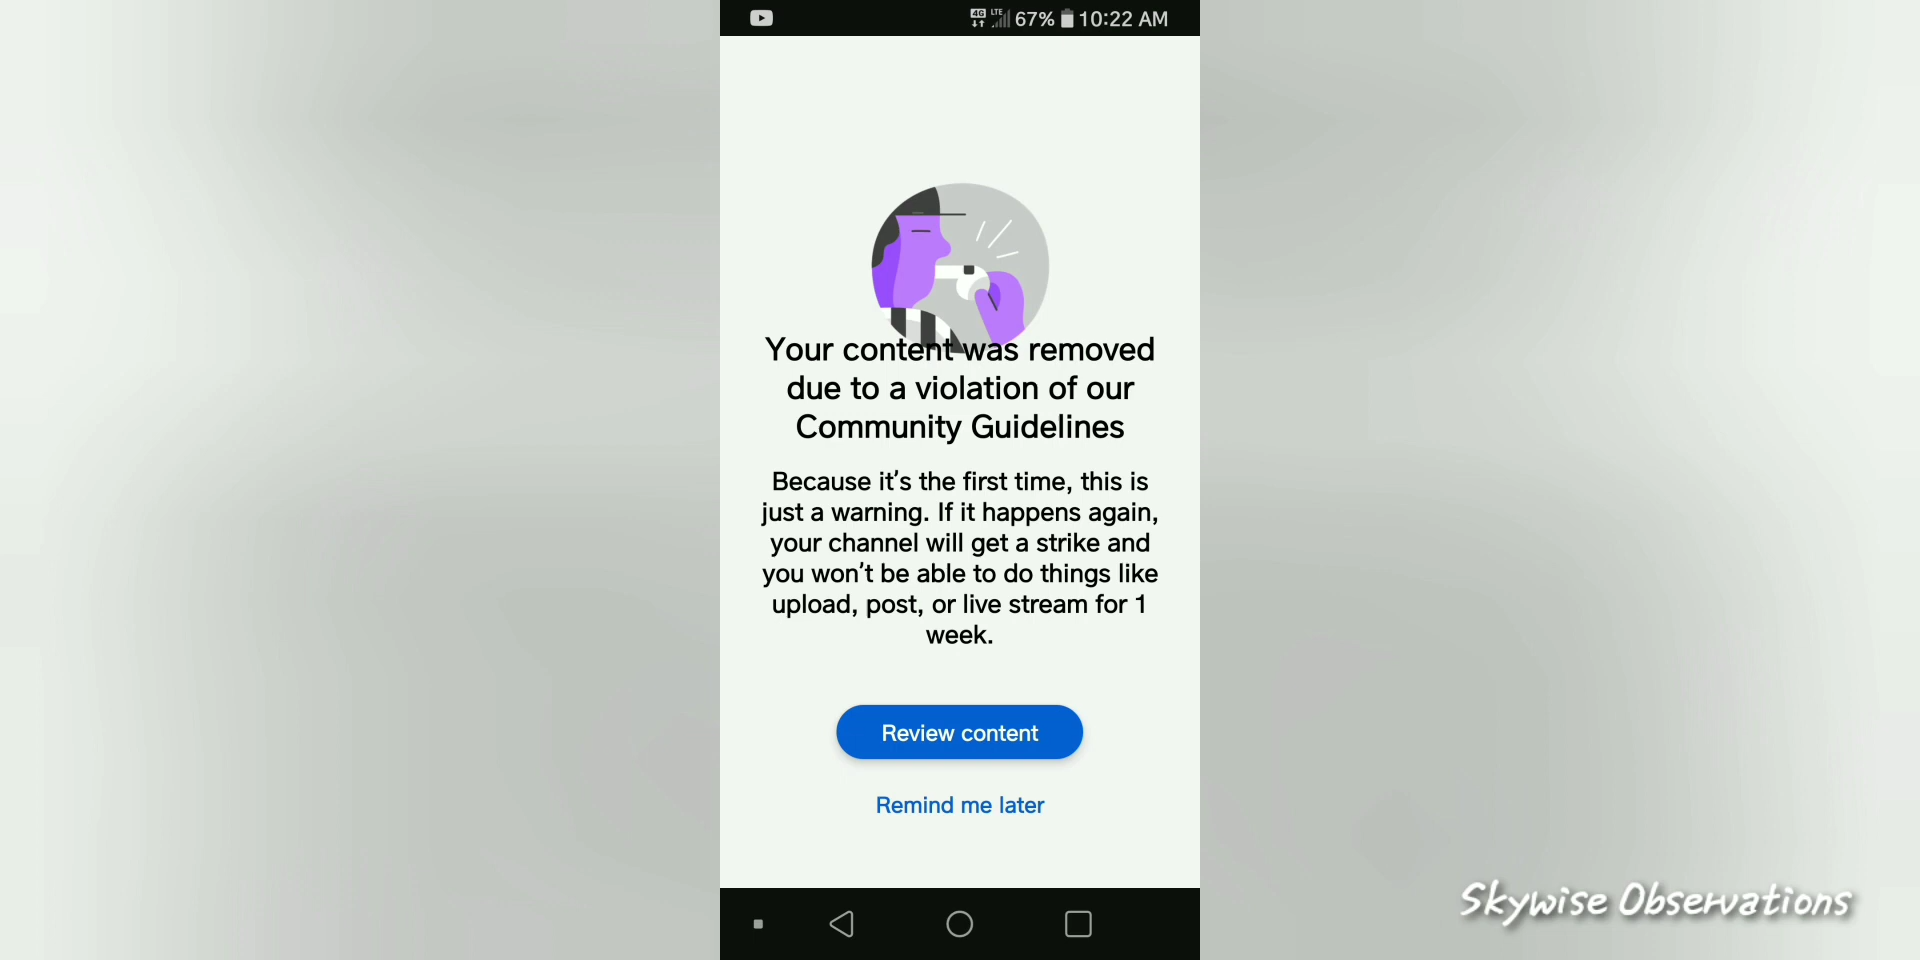 4G LTE 67% 10:22 AM
Your content was removed
due to a violation of our
Community Guidelines
Because it's the first time, this is
just a warning. If it happens again,
your channel will get a strike and
you won't be able to do things like
upload, post, or live stream for 1
week.
Review content
Remind me later
Skywise Observations